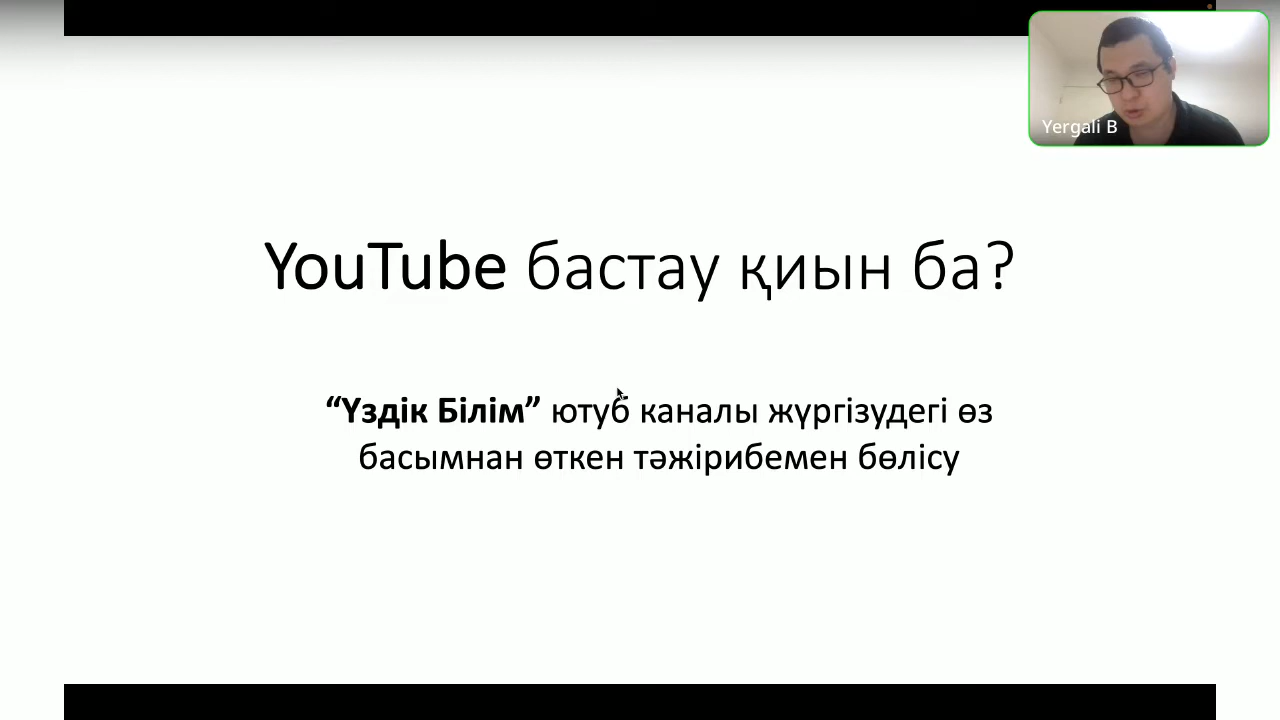 Yergali B
YouTube бастау қиын ба?
“Үздік Білім” ютуб каналы жүргізудегі өз
басымнан өткен тәжірибемен бөлісу